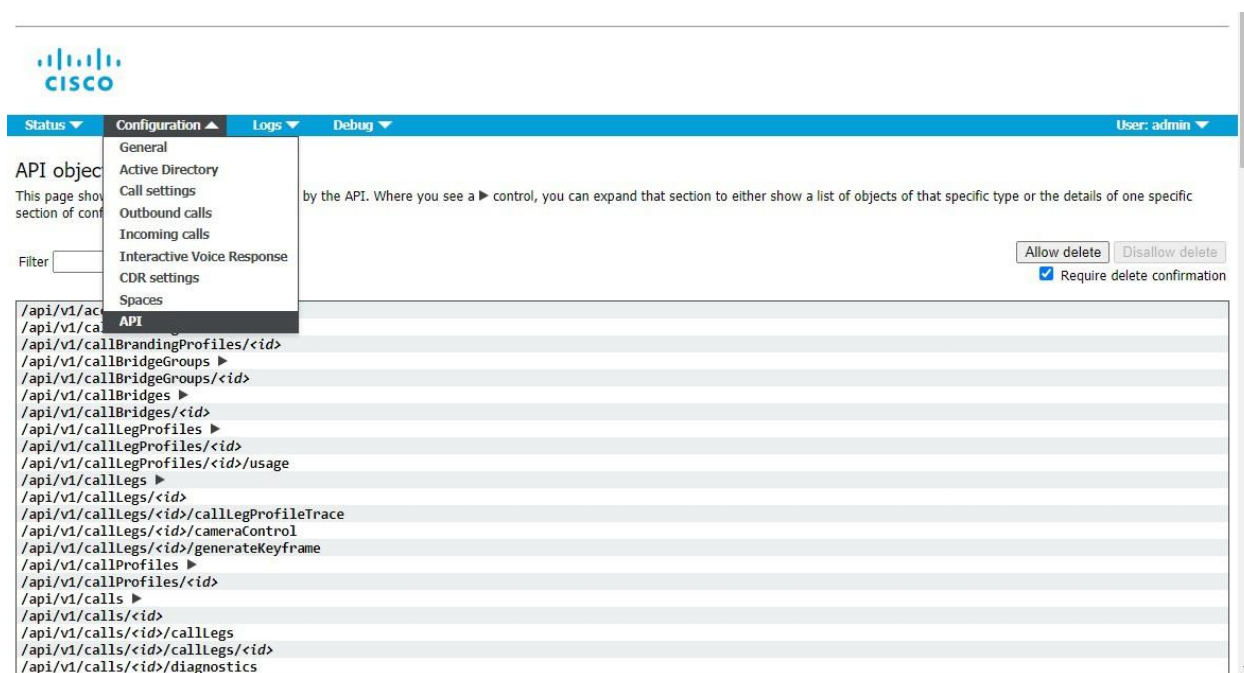 CISCO
Status ▼ Configuration ▲ Logs ▼ Debug ▼ User: admin ▼
General
API objec
Active Directory
This page shov Call settings by the API. Where you see a ► control, you can expand that section to either show a list of objects of that specific type or the details of one specific
section of conf Outbound calls
Incoming calls
Filter Interactive Voice Response Allow delete Disallow delete
CDR settings Require delete confirmation
Spaces
/api/v1/acc
API
/api/v1/cal
/api/v1/callBrandingProfiles/<id>
/api/v1/callBridgeGroups ►
/api/v1/callBridgeGroups/<id>
/api/v1/callBridges ►
/api/v1/callBridges/<id>
/api/v1/callLegProfiles ►
/api/v1/callLegProfiles/<id>
/api/v1/callLegProfiles/<id>/usage
/api/v1/callLegs ►
/api/v1/callLegs/<id>
/api/v1/callLegs/<id>/callLegProfileTrace
/api/v1/callLegs/<id>/cameraControl
/api/v1/callLegs/<id>/generateKeyframe
/api/v1/callProfiles ►
/api/v1/callProfiles/<id>
/api/v1/calls ►
/api/v1/calls/<id>
/api/v1/calls/<id>/callLegs
/api/v1/calls/<id>/callLegs/<id>
/api/v1/calls/<id>/diagnostics